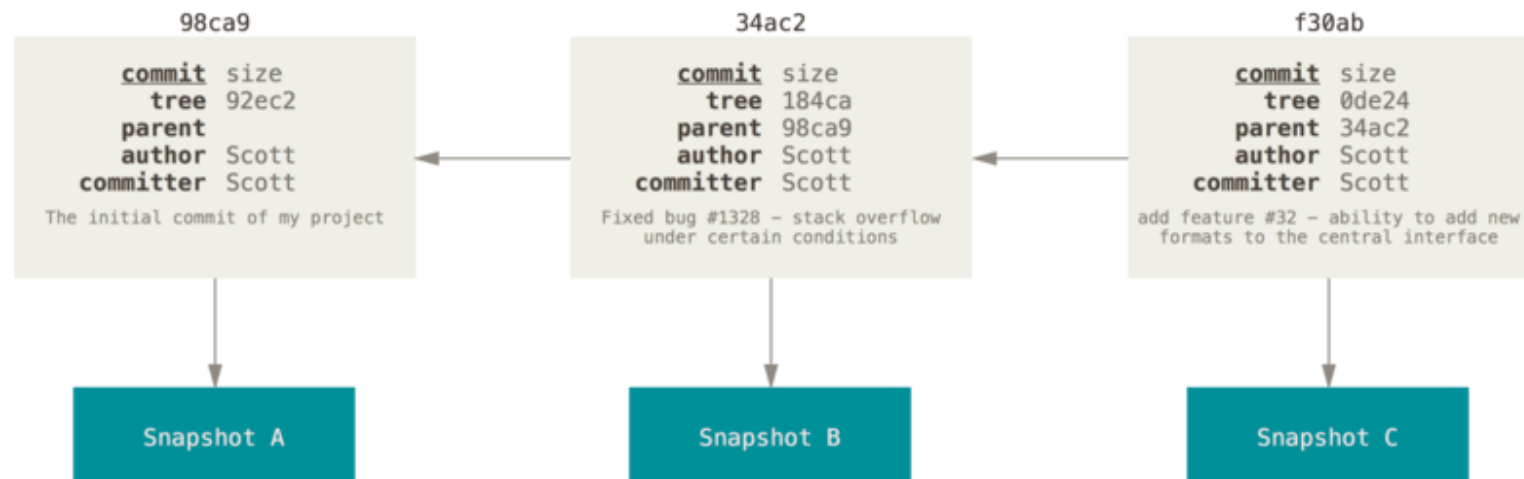 98ca9
commit size
tree 92ec2
parent
author Scott
committer Scott
The initial commit of my project
Snapshot A
34ac2
commit size
tree 184ca
parent 98ca9
author Scott
committer Scott
Fixed bug #1328 – stack overflow
under certain conditions
Snapshot B
f30ab
commit size
tree 0de24
parent 34ac2
author Scott
committer Scott
add feature #32 – ability to add new
formats to the central interface
Snapshot C